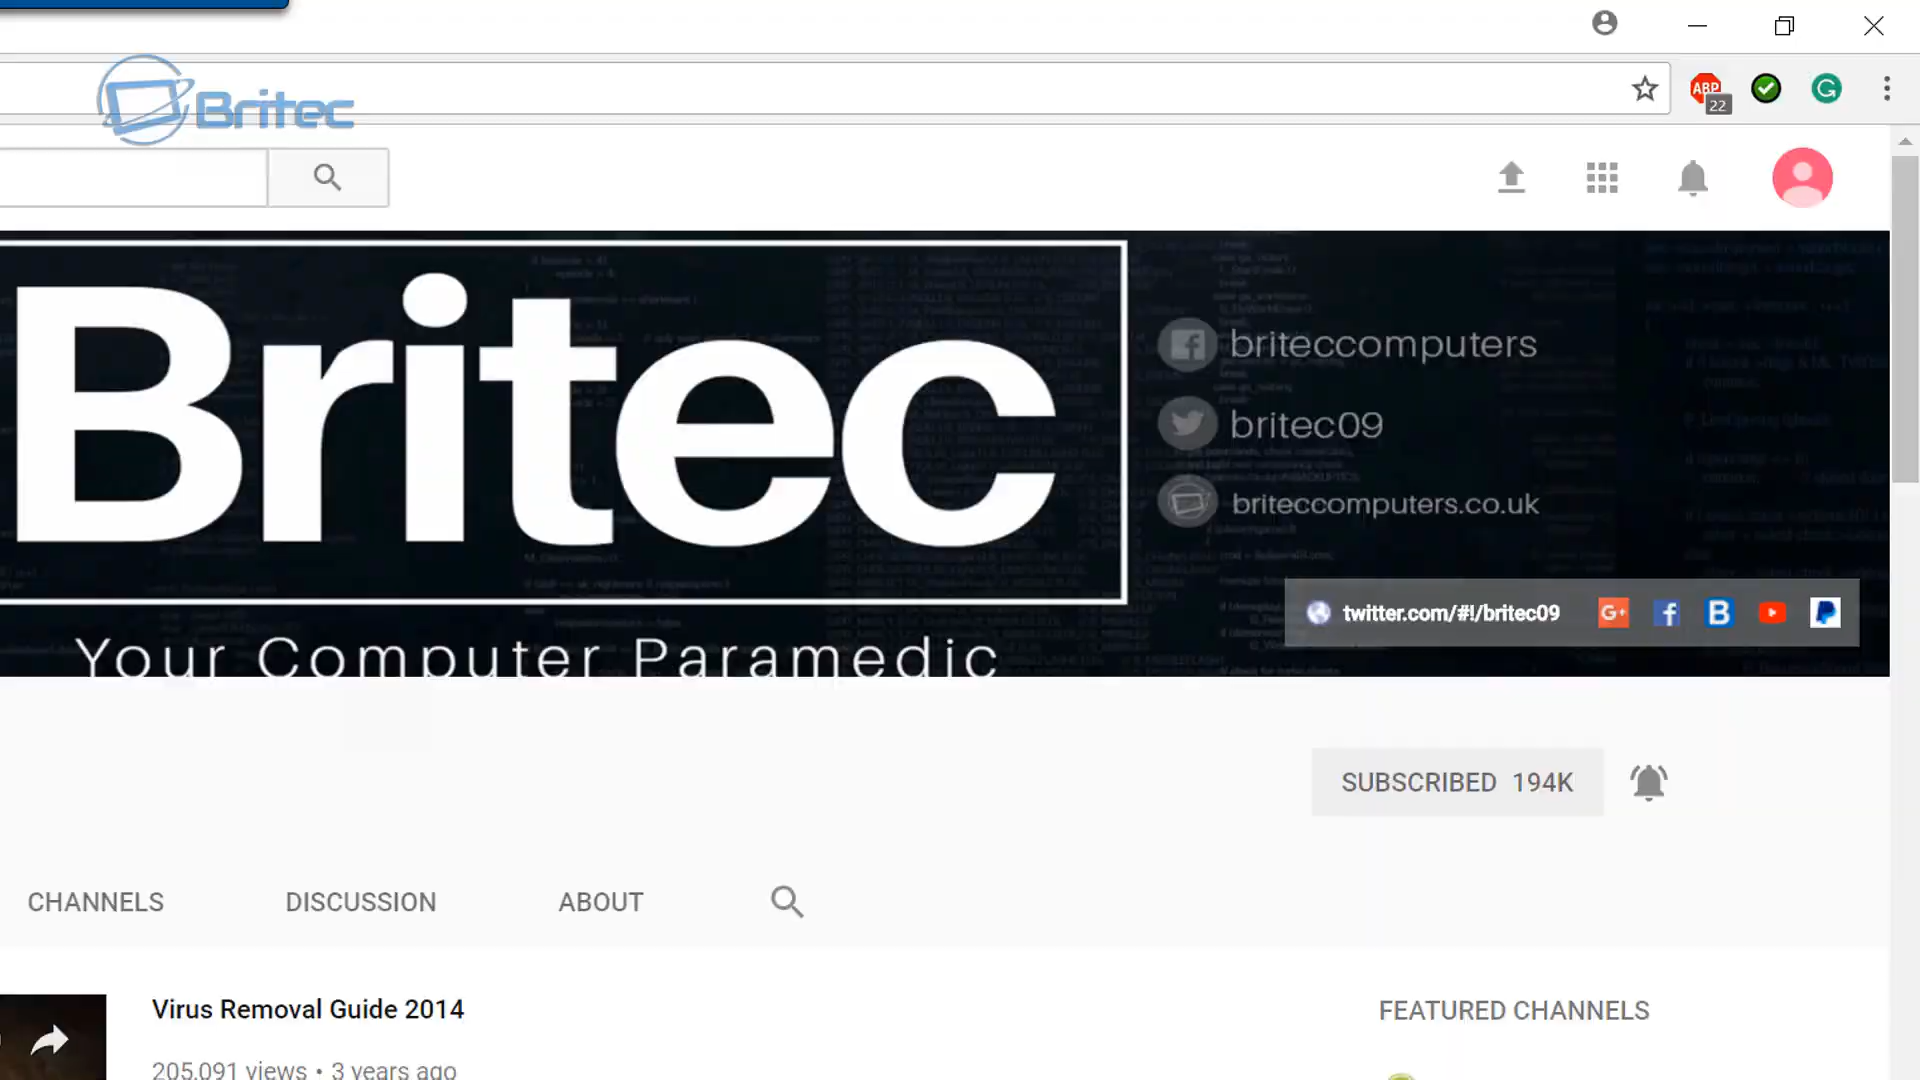 Britec
ABP
22
Britec
briteccomputers
britec09
briteccomputers.co.uk
twitter.com/#!/britec09
G+
f
B
Your Computer Paramedic
SUBSCRIBED 194K
CHANNELS
DISCUSSION
ABOUT
Virus Removal Guide 2014
205,091 views • 3 years ago
FEATURED CHANNELS